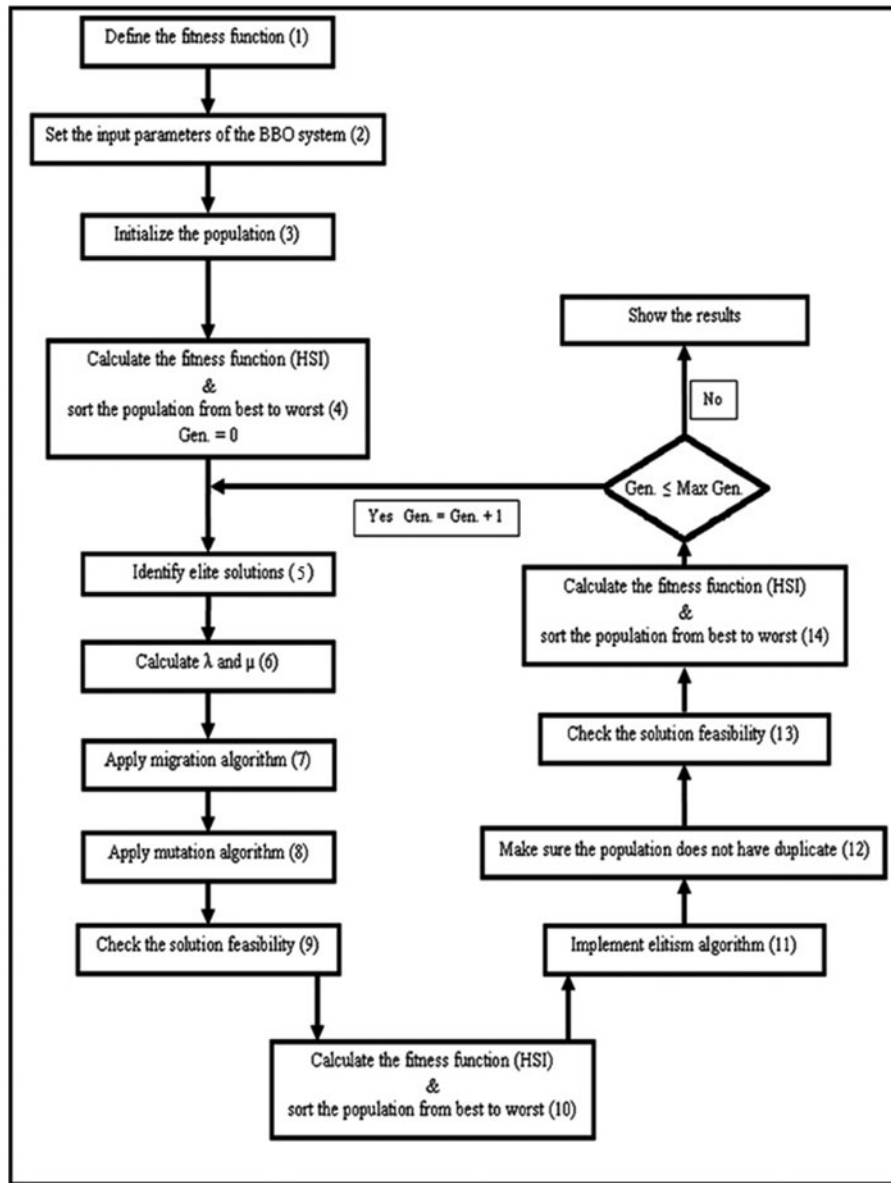 Define the fitness function (1)
Set the input parameters of the BBO system (2)
Initialize the population (3)
Calculate the fitness function (HSI)
&
sort the population from best to worst (4)
Gen. = 0
Identify elite solutions (5)
Calculate λ and μ (6)
Apply migration algorithm (7)
Apply mutation algorithm (8)
Check the solution feasibility (9)
Calculate the fitness function (HSI)
&
sort the population from best to worst (10)
Implement elitism algorithm (11)
Make sure the population does not have duplicate (12)
Check the solution feasibility (13)
Calculate the fitness function (HSI)
&
sort the population from best to worst (14)
Gen. ≤ Max Gen.
Yes Gen. = Gen. + 1
No
Show the results